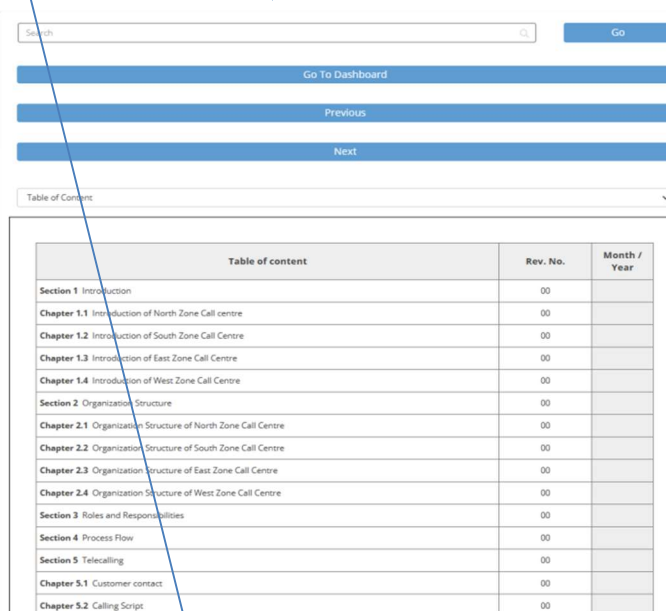 Search
Go
Go To Dashboard
Previous
Next
Table of Content
Table of content Rev. No. Month / Year
Section 1 Introduction 00
Chapter 1.1 Introduction of North Zone Call centre 00
Chapter 1.2 Introduction of South Zone Call Centre 00
Chapter 1.3 Introduction of East Zone Call Centre 00
Chapter 1.4 Introduction of West Zone Call Centre 00
Section 2 Organization Structure 00
Chapter 2.1 Organization Structure of North Zone Call Centre 00
Chapter 2.2 Organization Structure of South Zone Call Centre 00
Chapter 2.3 Organization Structure of East Zone Call Centre 00
Chapter 2.4 Organization Structure of West Zone Call Centre 00
Section 3 Roles and Responsibilities 00
Section 4 Process Flow 00
Section 5 Telecalling 00
Chapter 5.1 Customer contact 00
Chapter 5.2 Calling Script 00